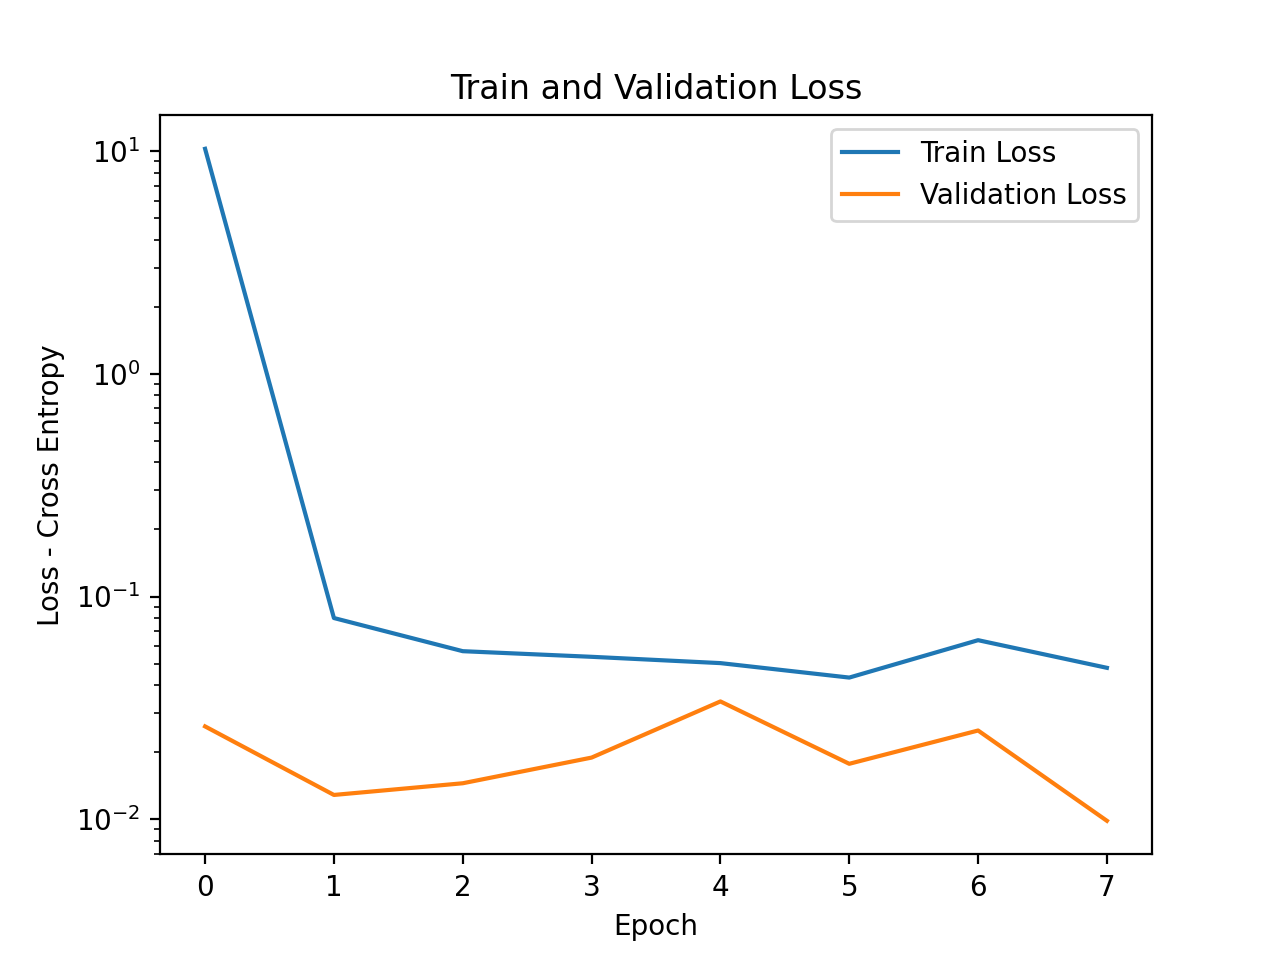 Train and Validation Loss
Train Loss
Validation Loss
10¹
10⁰
10⁻¹
10⁻²
Loss - Cross Entropy
0 1 2 3 4 5 6 7
Epoch